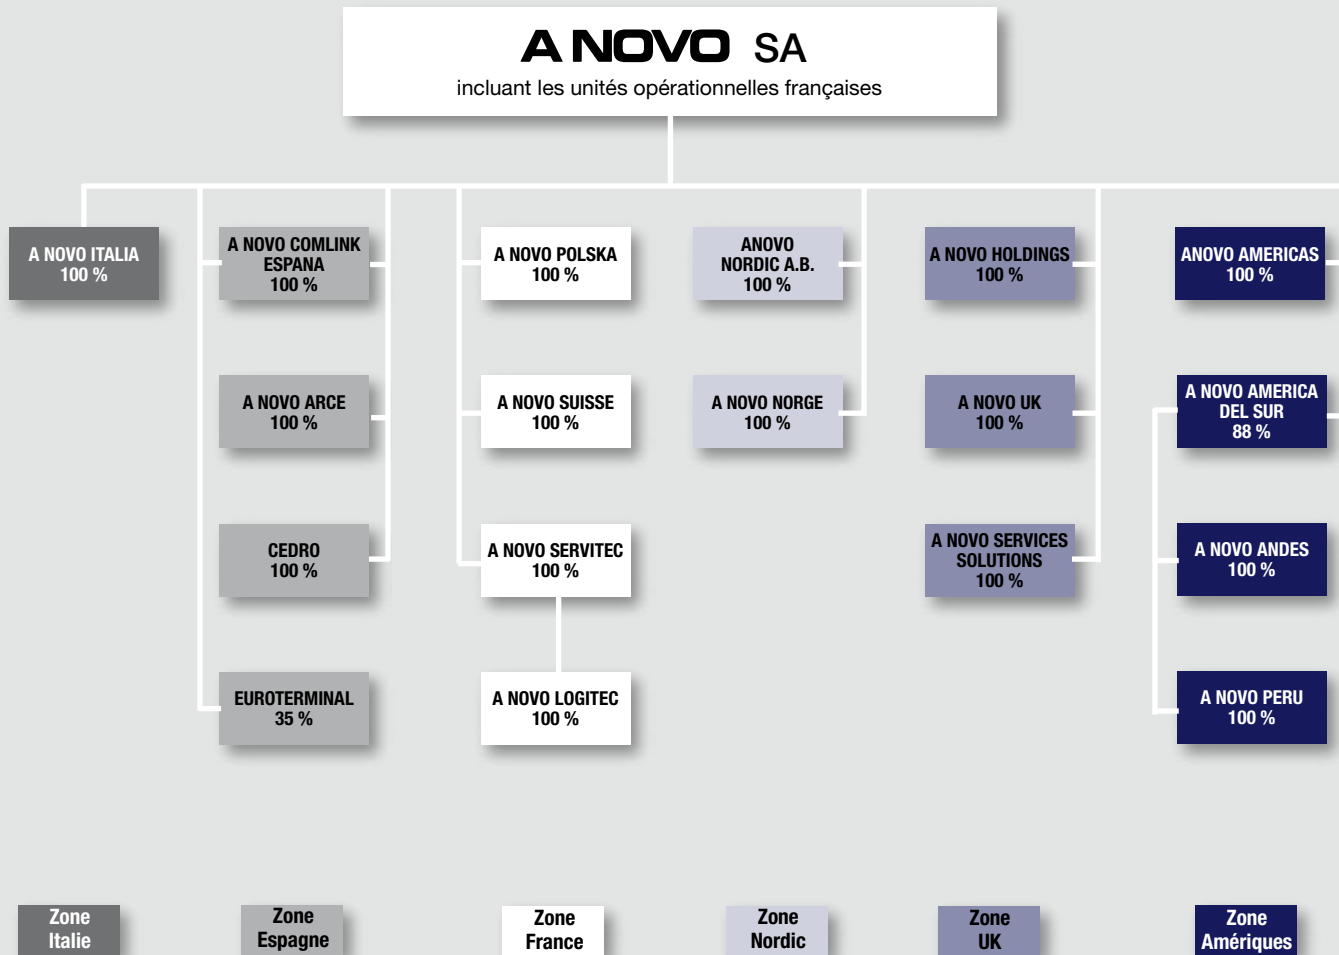 A NOVO SA
incluant les unités opérationnelles françaises
A NOVO ITALIA
100 %
A NOVO COMLINK
ESPANA
100 %
A NOVO POLSKA
100 %
ANOVO
NORDIC A.B.
100 %
A NOVO HOLDINGS
100 %
ANOVO AMERICAS
100 %
A NOVO ARCE
100 %
A NOVO SUISSE
100 %
A NOVO NORGE
100 %
A NOVO UK
100 %
A NOVO AMERICA
DEL SUR
88 %
CEDRO
100 %
A NOVO SERVITEC
100 %
A NOVO SERVICES
SOLUTIONS
100 %
A NOVO ANDES
100 %
EUROTERMINAL
35 %
A NOVO LOGITEC
100 %
A NOVO PERU
100 %
Zone
Italie
Zone
Espagne
Zone
France
Zone
Nordic
Zone
UK
Zone
Amériques